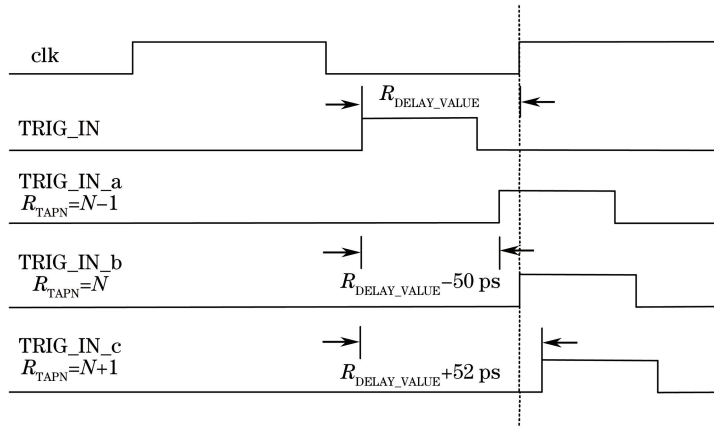 clk
R_DELAY_VALUE
TRIG_IN
TRIG_IN_a
R_TAPN=N−1
TRIG_IN_b
R_TAPN=N
R_DELAY_VALUE−50 ps
TRIG_IN_c
R_TAPN=N+1
R_DELAY_VALUE+52 ps